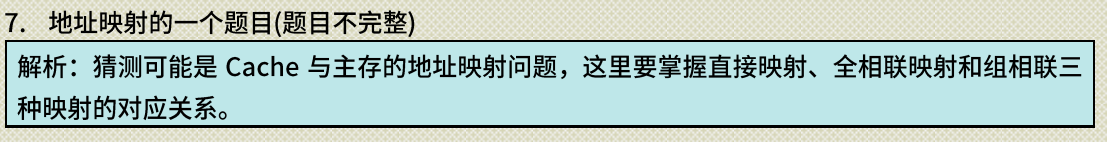 7. 地址映射的一个题目(题目不完整)
解析：猜测可能是 Cache 与主存的地址映射问题，这里要掌握直接映射、全相联映射和组相联三
种映射的对应关系。